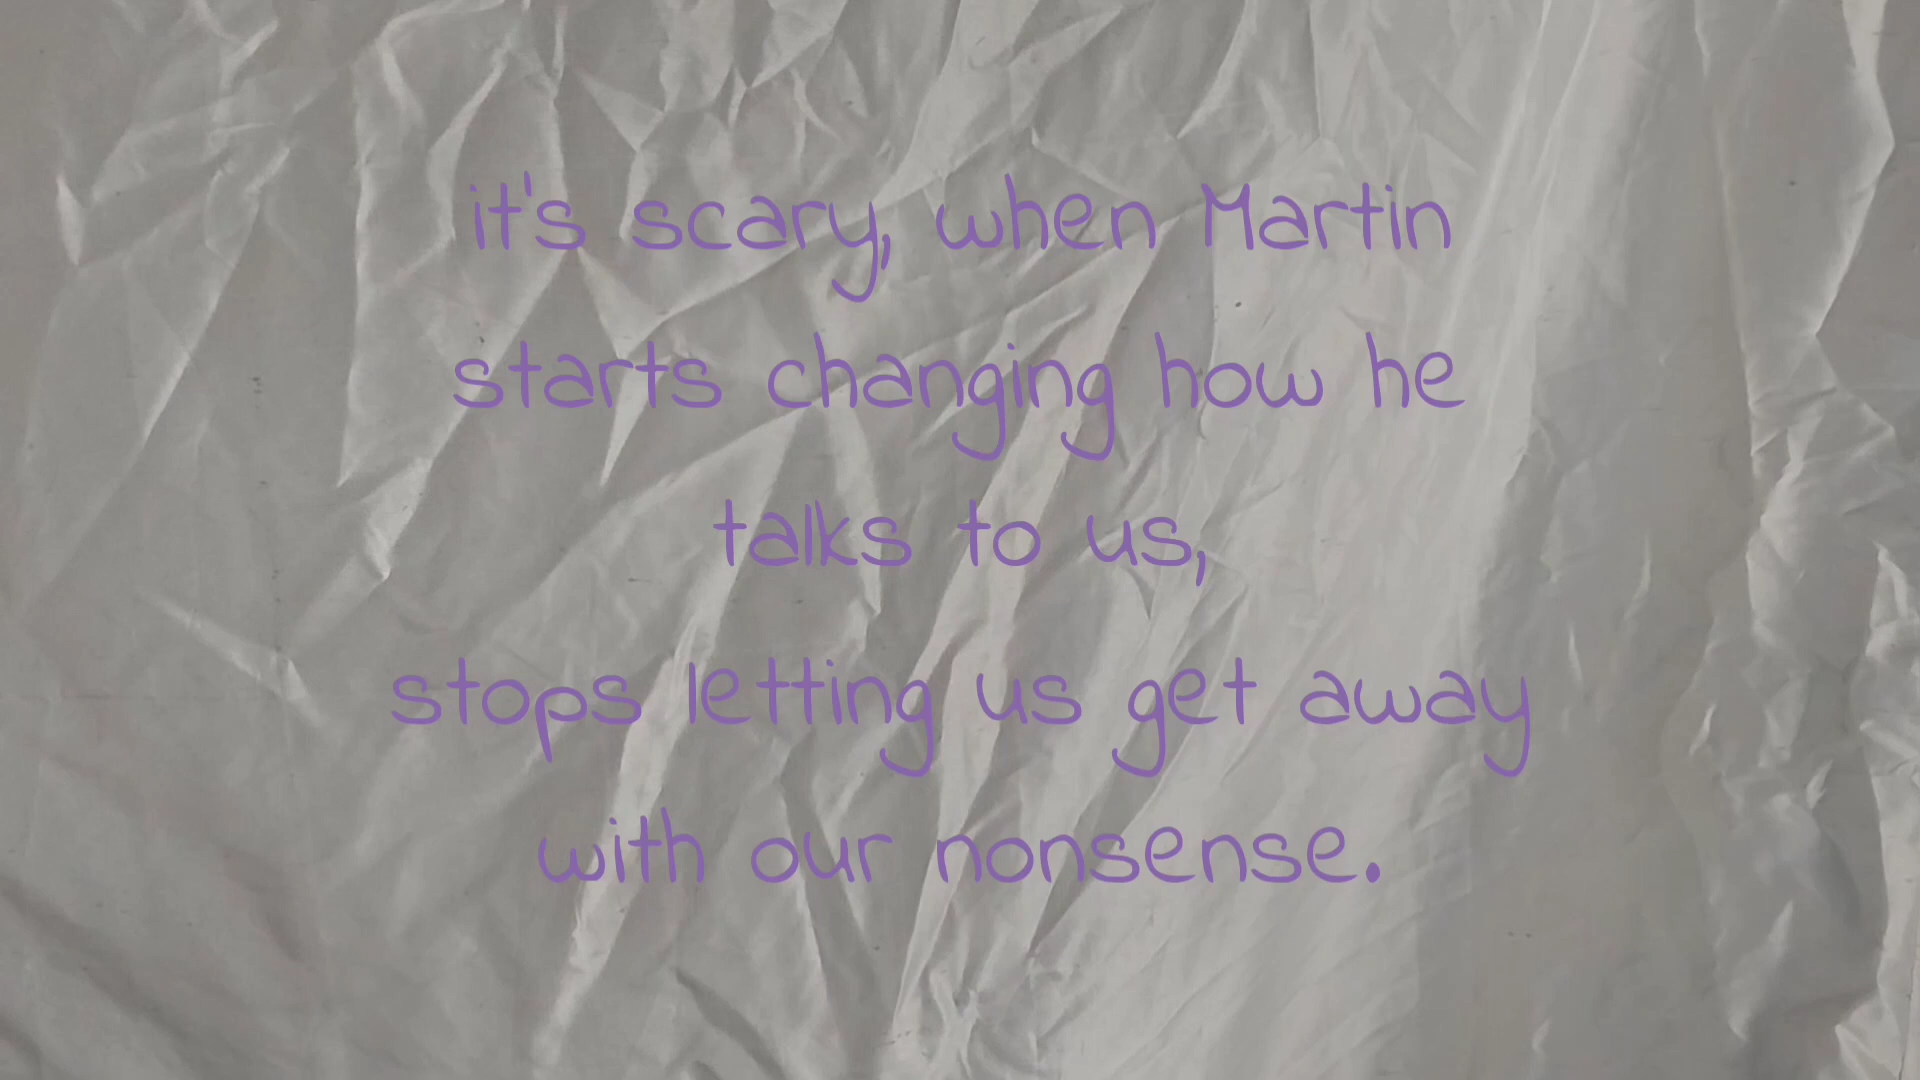 it's scary, when Martin
starts changing how he
talks to us,
stops letting us get away
with our nonsense.